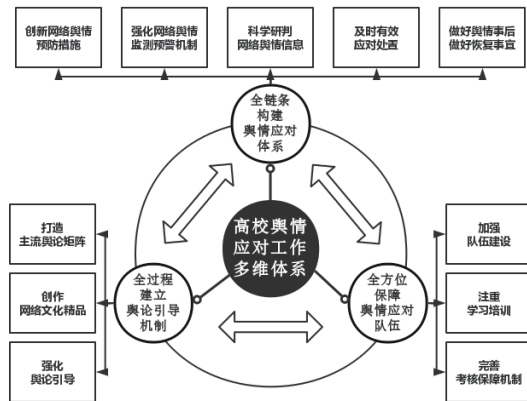 创新网络舆情
预防措施
强化网络舆情
监测预警机制
科学研判
网络舆情信息
及时有效
应对处置
做好舆情事后
做好恢复事宜
全链条
构建
舆情应对
体系
高校舆情
应对工作
多维体系
打造
主流舆论矩阵
创作
网络文化精品
强化
舆论引导
全过程
建立
舆论引导
机制
全方位
保障
舆情应对
队伍
加强
队伍建设
注重
学习培训
完善
考核保障机制